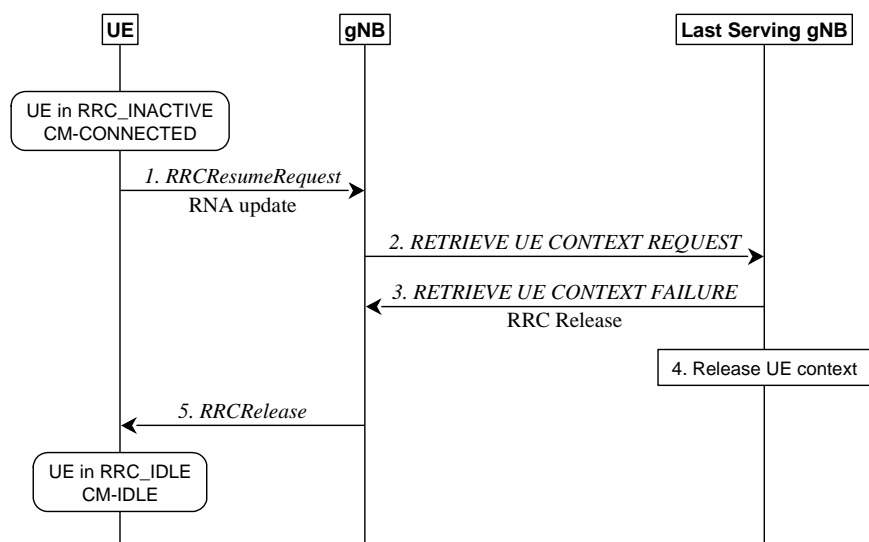 UE
gNB
Last Serving gNB
UE in RRC_INACTIVE
CM-CONNECTED
1. RRCResumeRequest
RNA update
2. RETRIEVE UE CONTEXT REQUEST
3. RETRIEVE UE CONTEXT FAILURE
RRC Release
4. Release UE context
5. RRCRelease
UE in RRC_IDLE
CM-IDLE